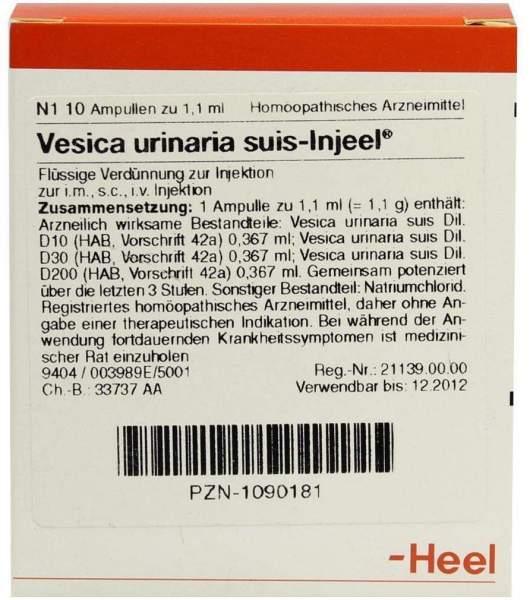 N1 10 Ampullen zu 1,1 ml Homöopathisches Arzneimittel
Vesica urinaria suis-Injeel®
Flüssige Verdünnung zur Injektion
zur i.m., s.c., i.v. Injektion
Zusammensetzung: 1 Ampulle zu 1,1 ml (= 1,1 g) enthält:
Arzneilich wirksame Bestandteile: Vesica urinaria suis Dil.
D10 (HAB, Vorschrift 42a) 0,367 ml; Vesica urinaria suis Dil.
D30 (HAB, Vorschrift 42a) 0,367 ml; Vesica urinaria suis Dil.
D200 (HAB, Vorschrift 42a) 0,367 ml. Gemeinsam potenziert
über die letzten 3 Stufen. Sonstiger Bestandteil: Natriumchlorid.
Registriertes homöopathisches Arzneimittel, daher ohne An-
gabe einer therapeutischen Indikation. Bei während der An-
wendung fortdauernden Krankheitssymptomen ist medizini-
scher Rat einzuholen
9404 / 003989E/5001 Reg.-Nr.: 21139.00.00
Ch.-B.: 33737 AA Verwendbar bis: 12.2012
PZN-1090181
-Heel